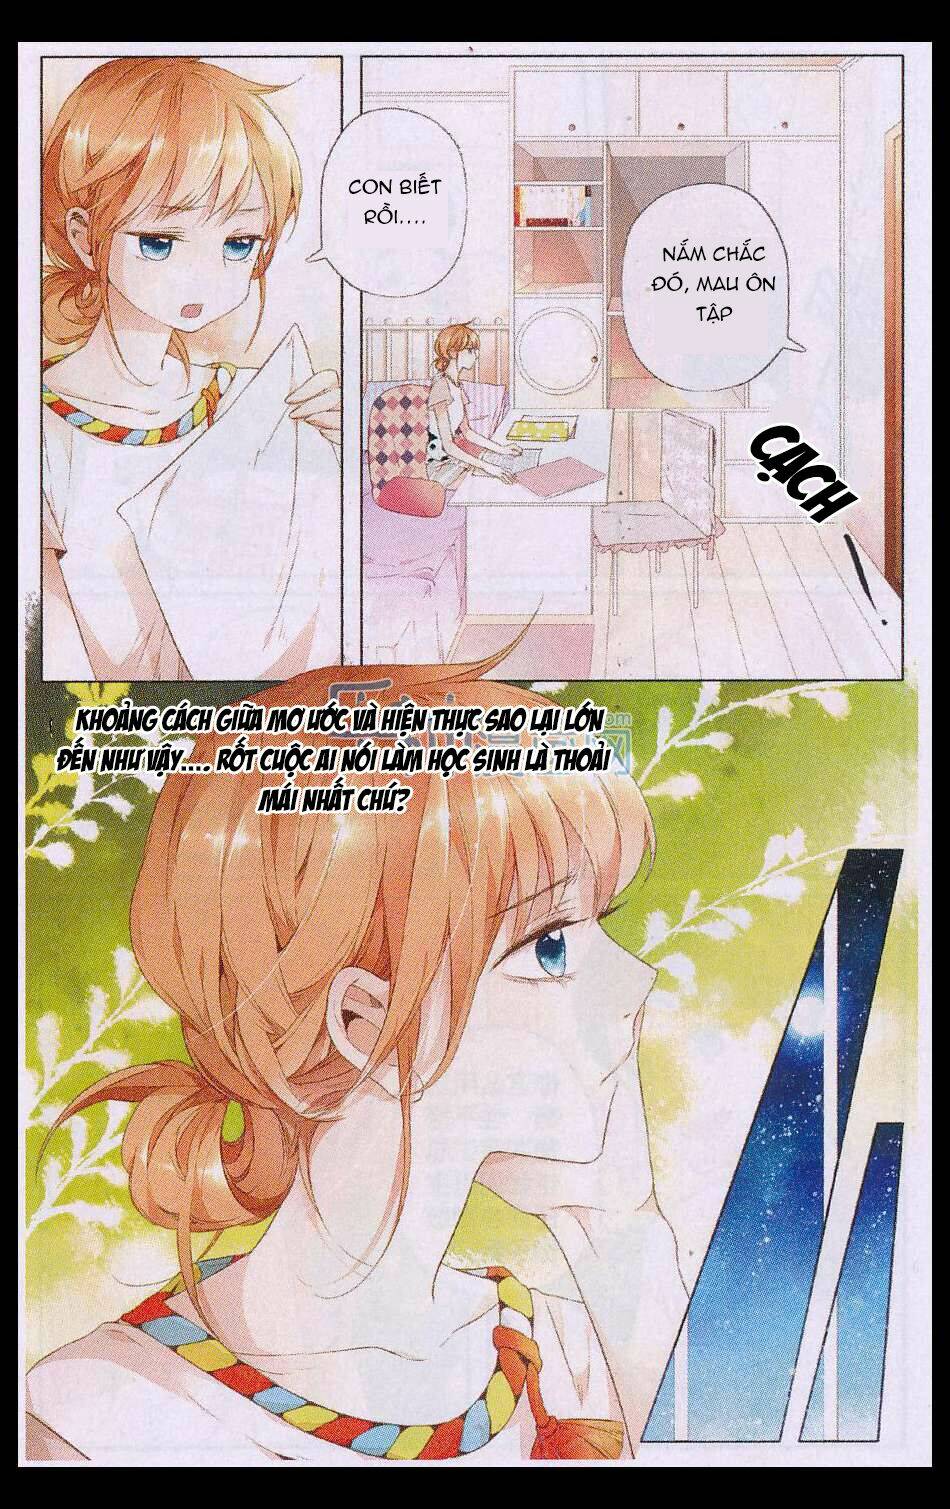 CON BIẾT
RỒI....
NẮM CHẮC
ĐÓ, MAU ÔN
TẬP
CẠCH
KHOẢNG CÁCH GIỮA MƠ ƯỚC VÀ HIỆN THỰC SAO LẠI LỚN
ĐẾN NHƯ VẬY.... RỐT CUỘC AI NÓI LÀM HỌC SINH LÀ THOẢI
MÁI NHẤT CHỨ?
.com